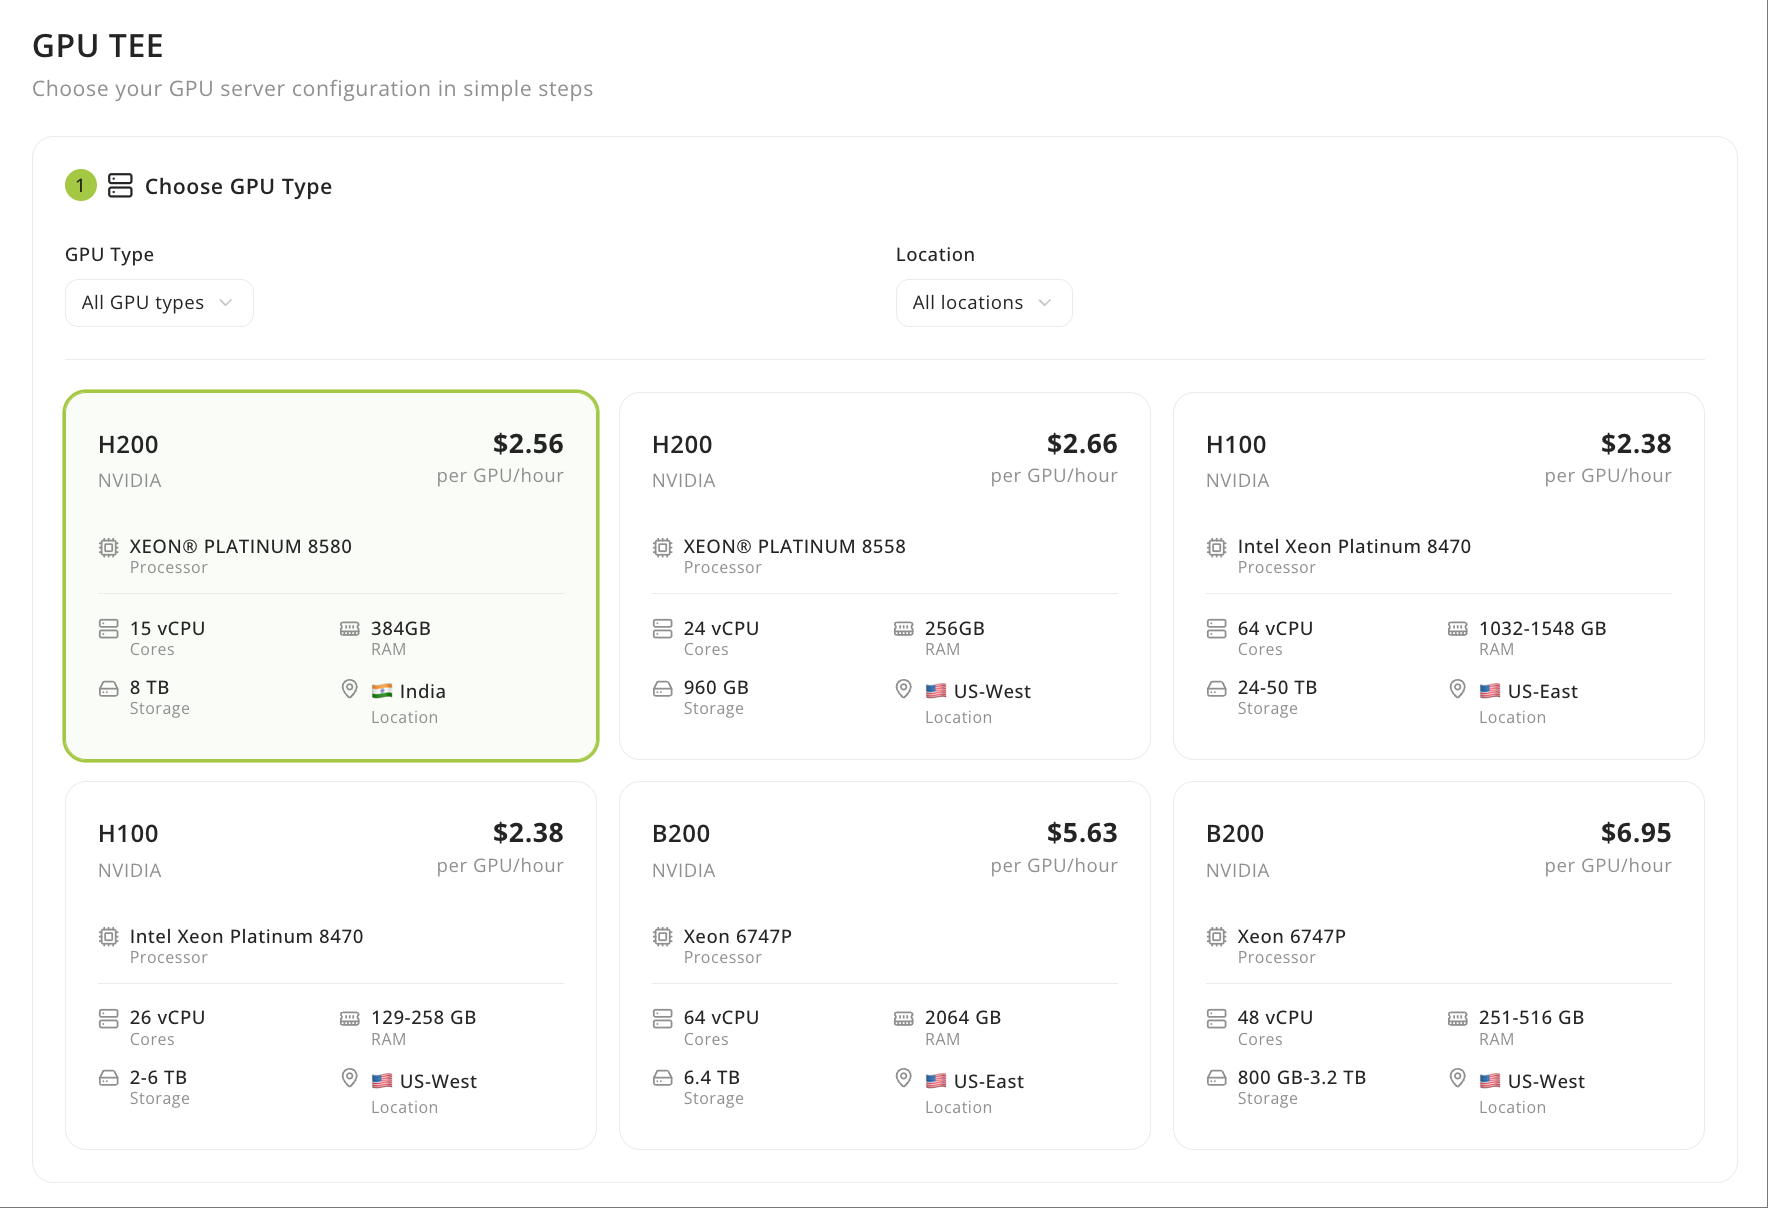 GPU TEE
Choose your GPU server configuration in simple steps
1 Choose GPU Type
GPU Type
All GPU types
Location
All locations
H200
$2.56
NVIDIA
per GPU/hour
XEON® PLATINUM 8580
Processor
15 vCPU
Cores
384GB
RAM
8 TB
Storage
India
Location
H200
$2.66
NVIDIA
per GPU/hour
XEON® PLATINUM 8558
Processor
24 vCPU
Cores
256GB
RAM
960 GB
Storage
US-West
Location
H100
$2.38
NVIDIA
per GPU/hour
Intel Xeon Platinum 8470
Processor
64 vCPU
Cores
1032-1548 GB
RAM
24-50 TB
Storage
US-East
Location
H100
$2.38
NVIDIA
per GPU/hour
Intel Xeon Platinum 8470
Processor
26 vCPU
Cores
129-258 GB
RAM
2-6 TB
Storage
US-West
Location
B200
$5.63
NVIDIA
per GPU/hour
Xeon 6747P
Processor
64 vCPU
Cores
2064 GB
RAM
6.4 TB
Storage
US-East
Location
B200
$6.95
NVIDIA
per GPU/hour
Xeon 6747P
Processor
48 vCPU
Cores
251-516 GB
RAM
800 GB-3.2 TB
Storage
US-West
Location